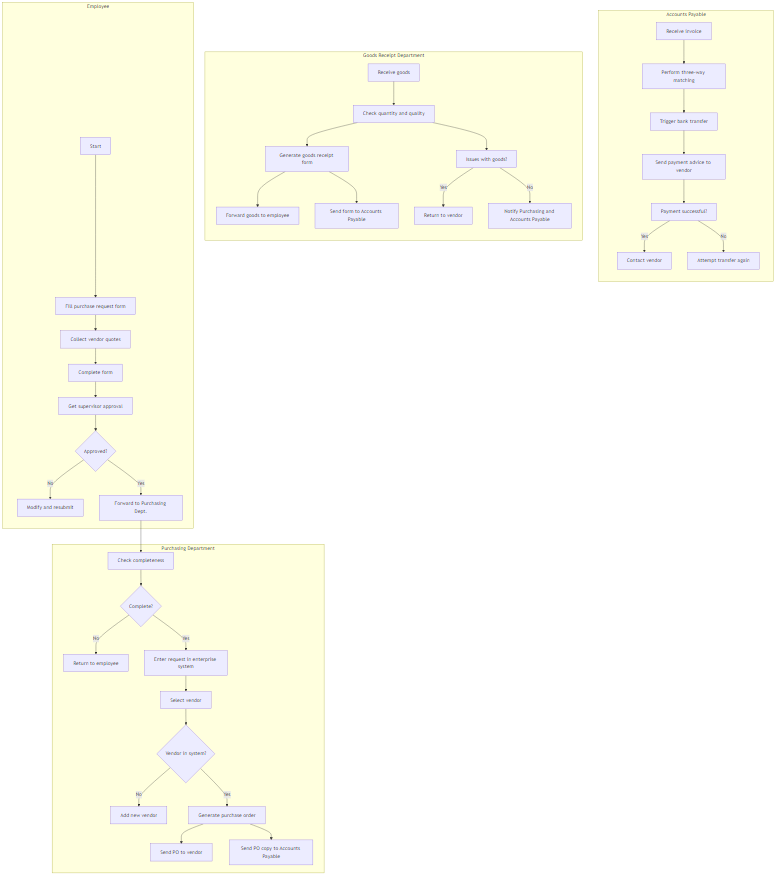 Employee
Start
Fill purchase request form
Collect vendor quotes
Complete form
Get supervisor approval
Approved?
No
Yes
Modify and resubmit
Forward to Purchasing
Dept.
Purchasing Department
Check completeness
Complete?
No
Yes
Return to employee
Enter request in enterprise
system
Select vendor
Vendor in system?
No
Yes
Add new vendor
Generate purchase order
Send PO to vendor
Send PO copy to Accounts
Payable
Goods Receipt Department
Receive goods
Check quantity and quality
Generate goods receipt
form
Issues with goods?
Yes
No
Forward goods to employee
Send form to Accounts
Payable
Return to vendor
Notify Purchasing and
Accounts Payable
Accounts Payable
Receive invoice
Perform three-way
matching
Trigger bank transfer
Send payment advice to
vendor
Payment successful?
Yes
No
Contact vendor
Attempt transfer again